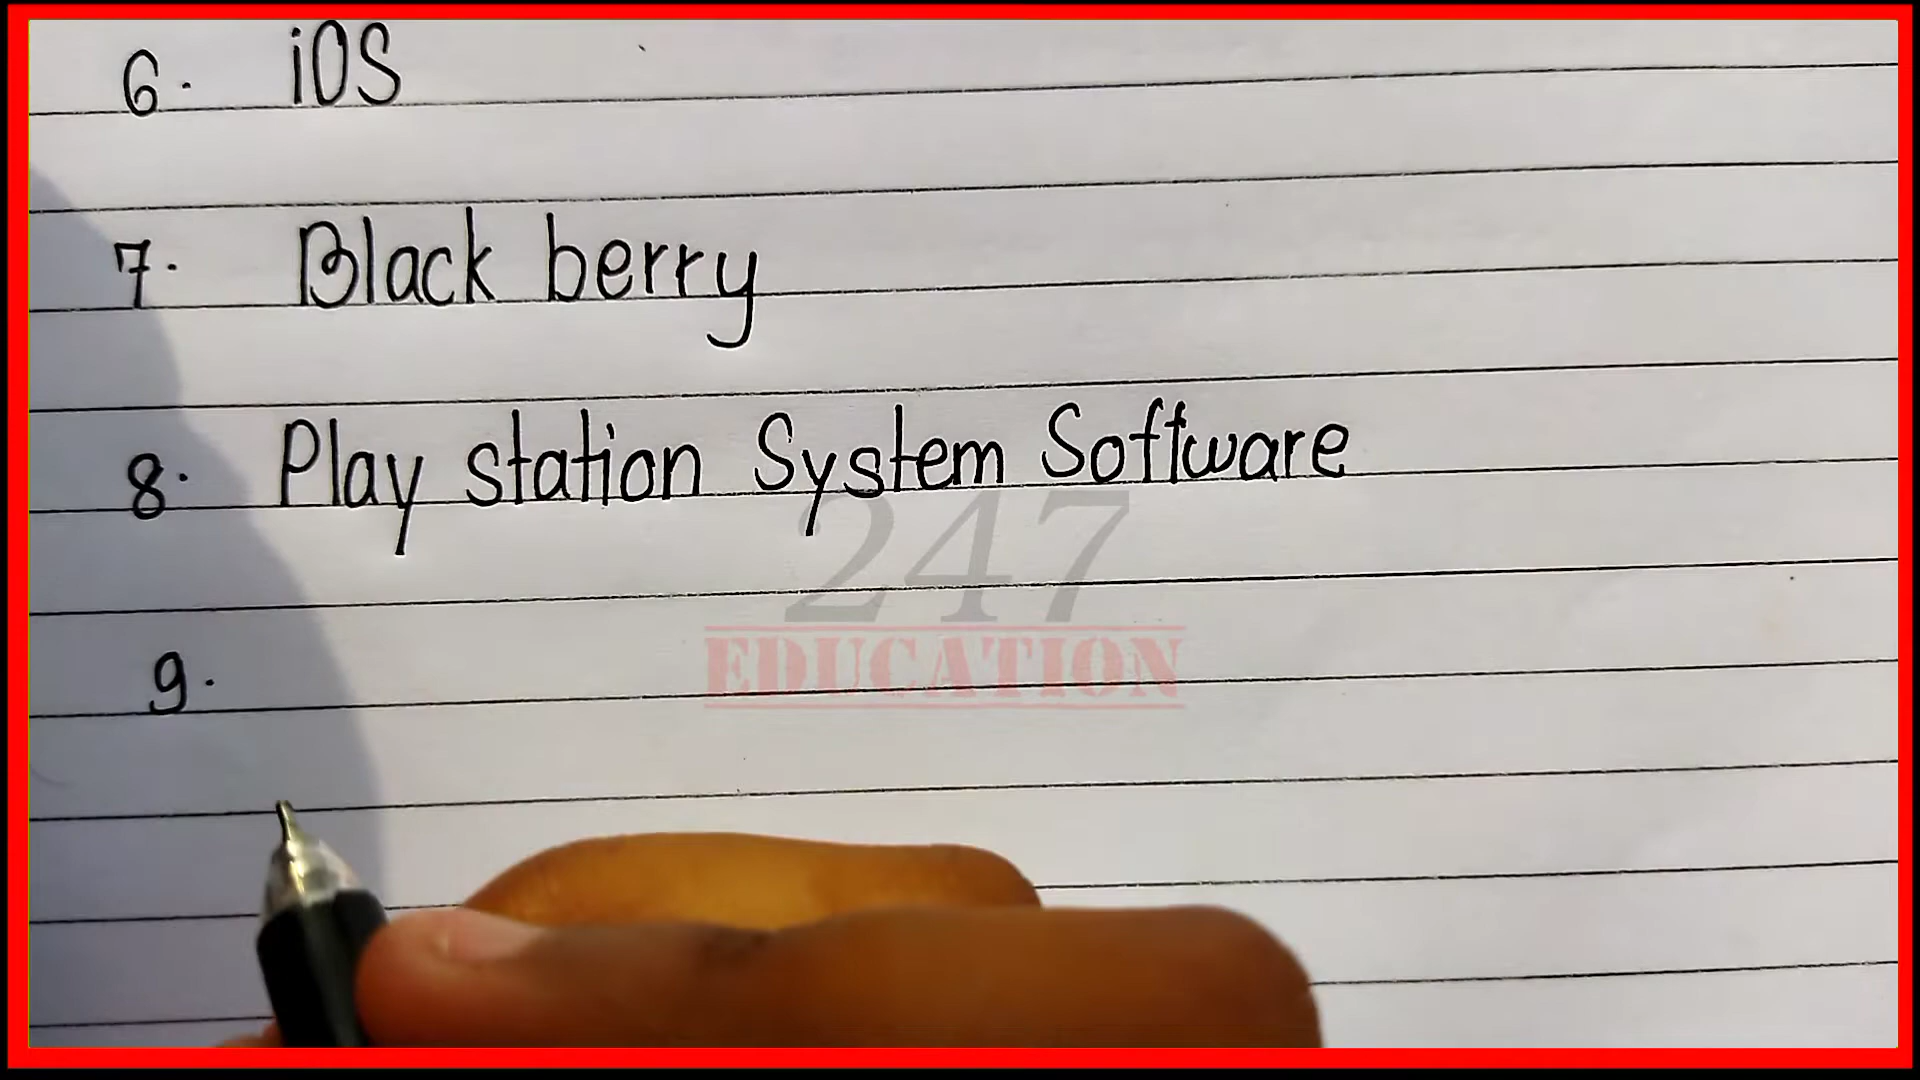 6. iOS
7. Black berry
8. Play station System Software
247
EDUCATION
9.